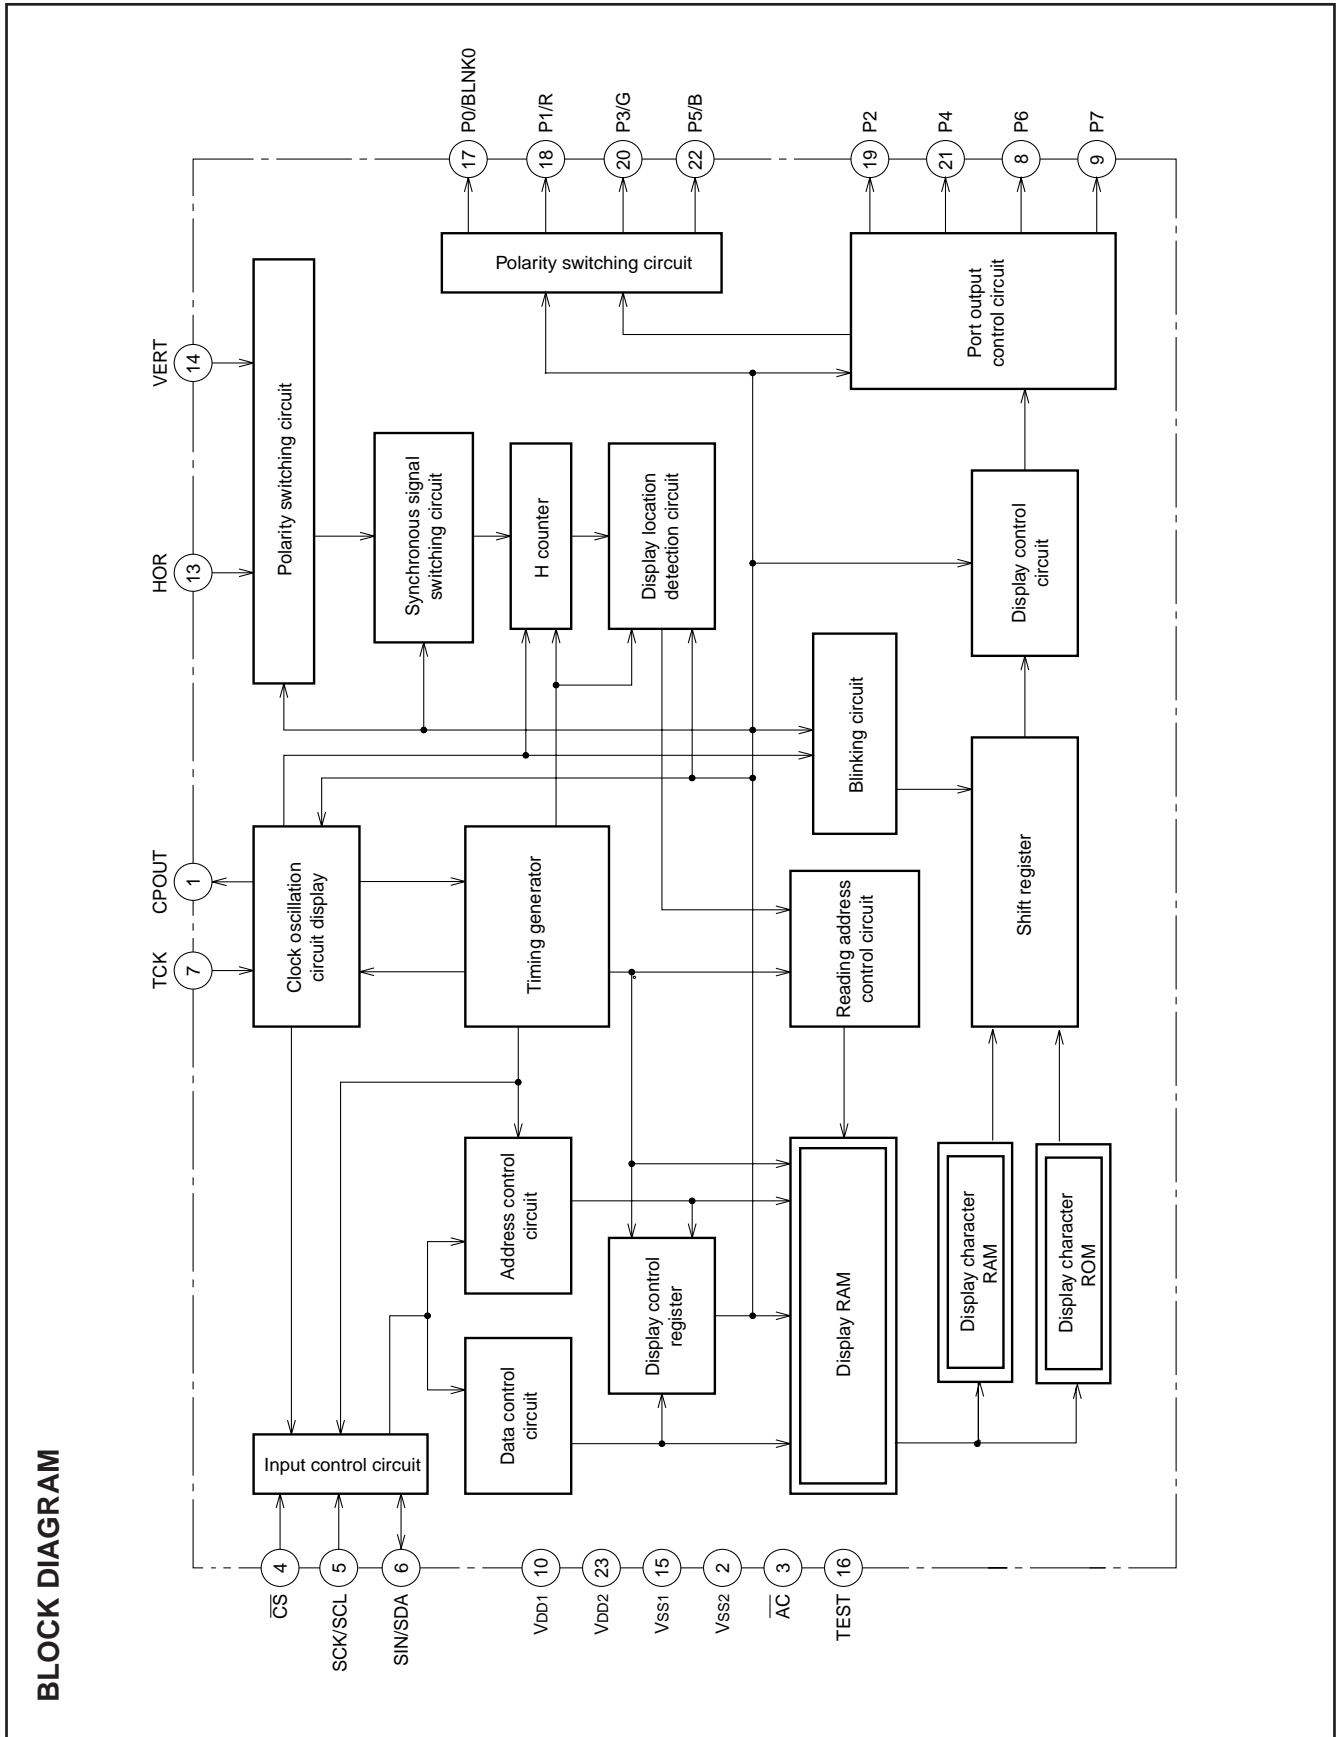 BLOCK DIAGRAM
TCK
7
CPOUT
1
HOR
13
VERT
14
CS
4
SCK/SCL
5
SIN/SDA
6
VDD1
10
VDD2
23
VSS1
15
VSS2
2
AC
3
TEST
16
Input control circuit
Clock oscillation
circuit display
Polarity switching circuit
Data control
circuit
Address control
circuit
Timing generator
Synchronous signal
switching circuit
H counter
Display location
detection circuit
Display control
register
Display RAM
Reading address
control circuit
Blinking circuit
Display character
RAM
Display character
ROM
Shift register
Display control
circuit
Port output
control circuit
Polarity switching circuit
17
P0/BLNK0
18
P1/R
20
P3/G
22
P5/B
19
P2
21
P4
8
P6
9
P7